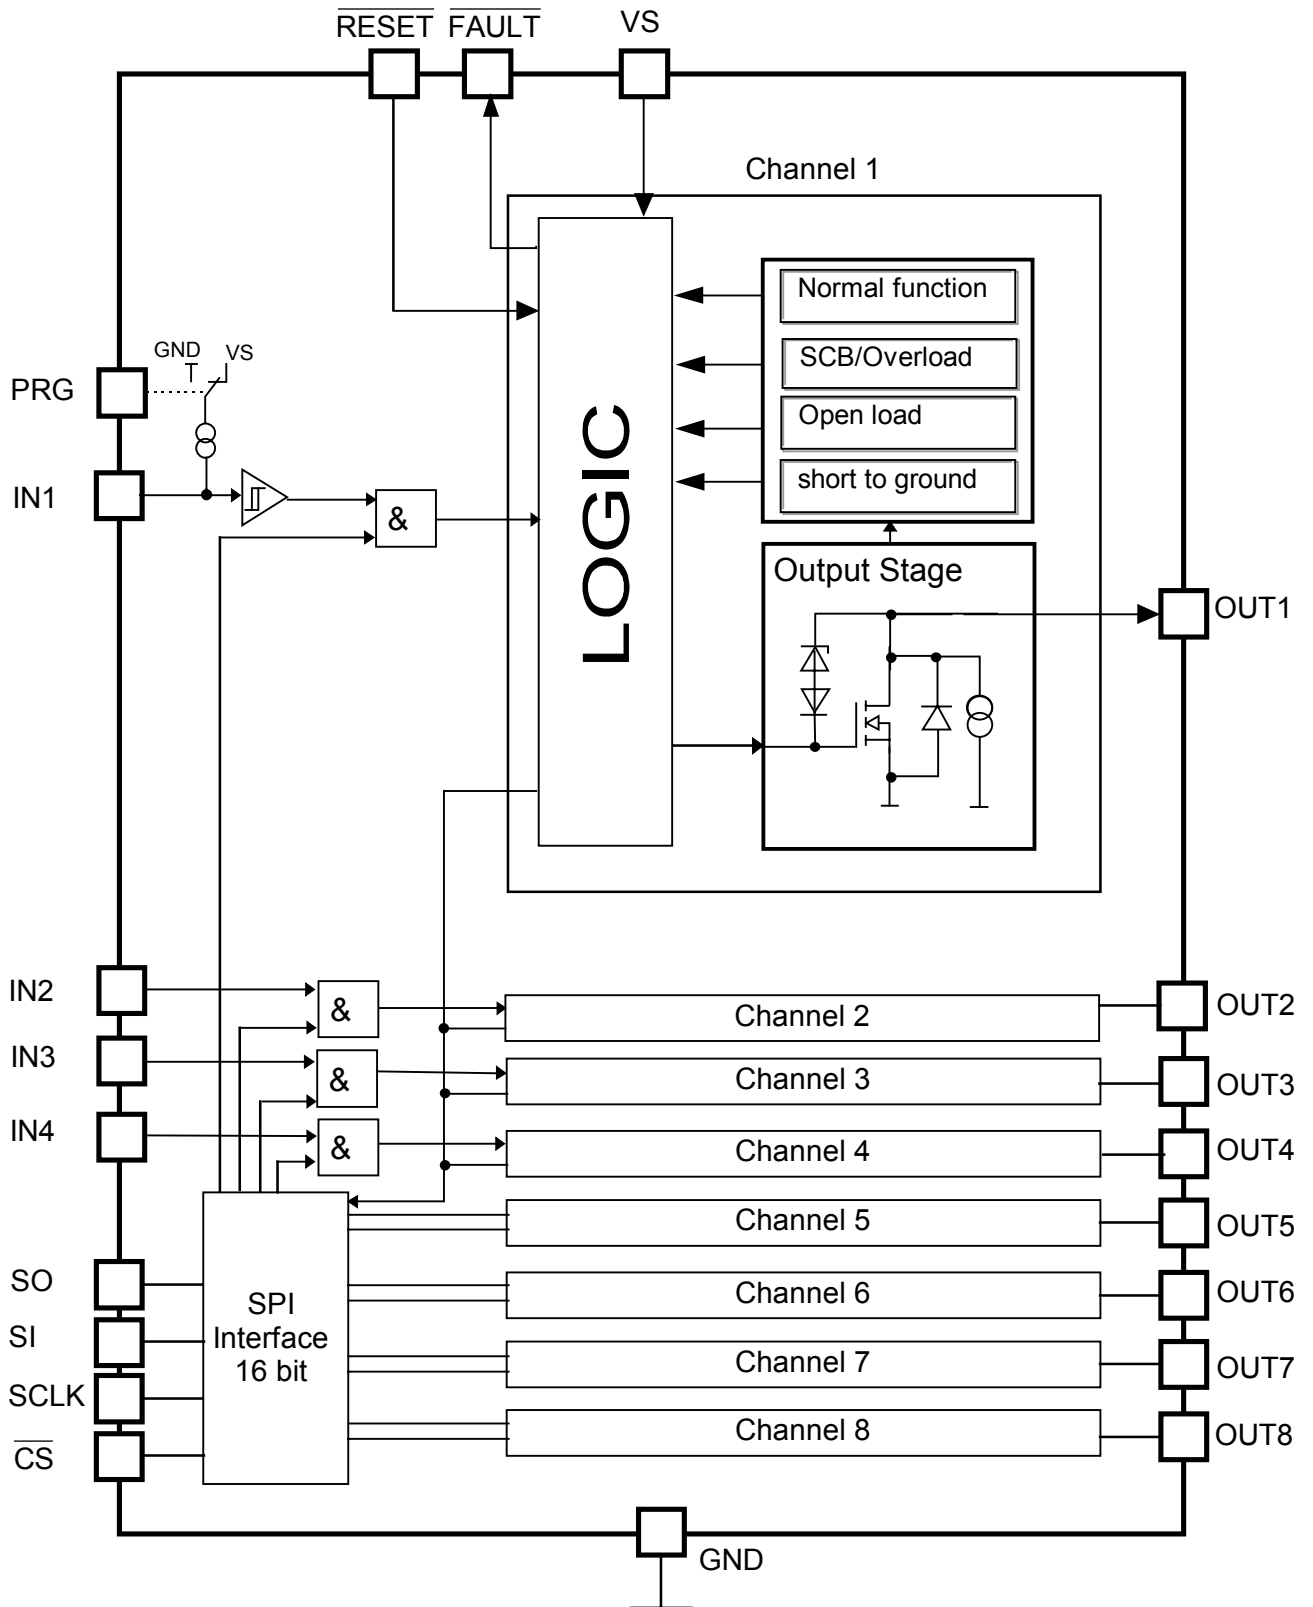 RESET FAULT VS
Channel 1
Normal function
SCB/Overload
Open load
short to ground
GND VS
PRG
IN1
&
LOGIC
Output Stage
OUT1
IN2
&
Channel 2
OUT2
IN3
&
Channel 3
OUT3
IN4
&
Channel 4
OUT4
Channel 5
OUT5
SO
SI
SCLK
CS
SPI
Interface
16 bit
Channel 6
OUT6
Channel 7
OUT7
Channel 8
OUT8
GND